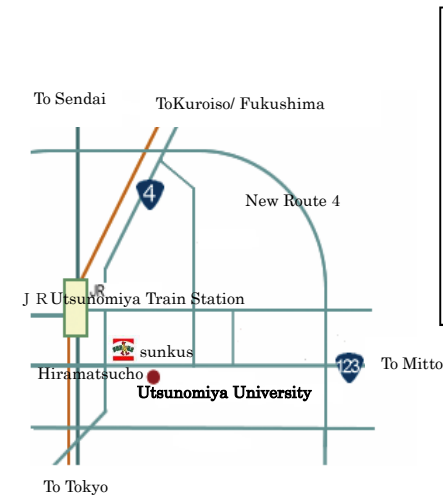 To Sendai
ToKuroiso/ Fukushima
4
New Route 4
JR
ＪＲUtsunomiya Train Station
sunkus
123
To Mitto
Hiramatsucho
Utsunomiya University
To Tokyo